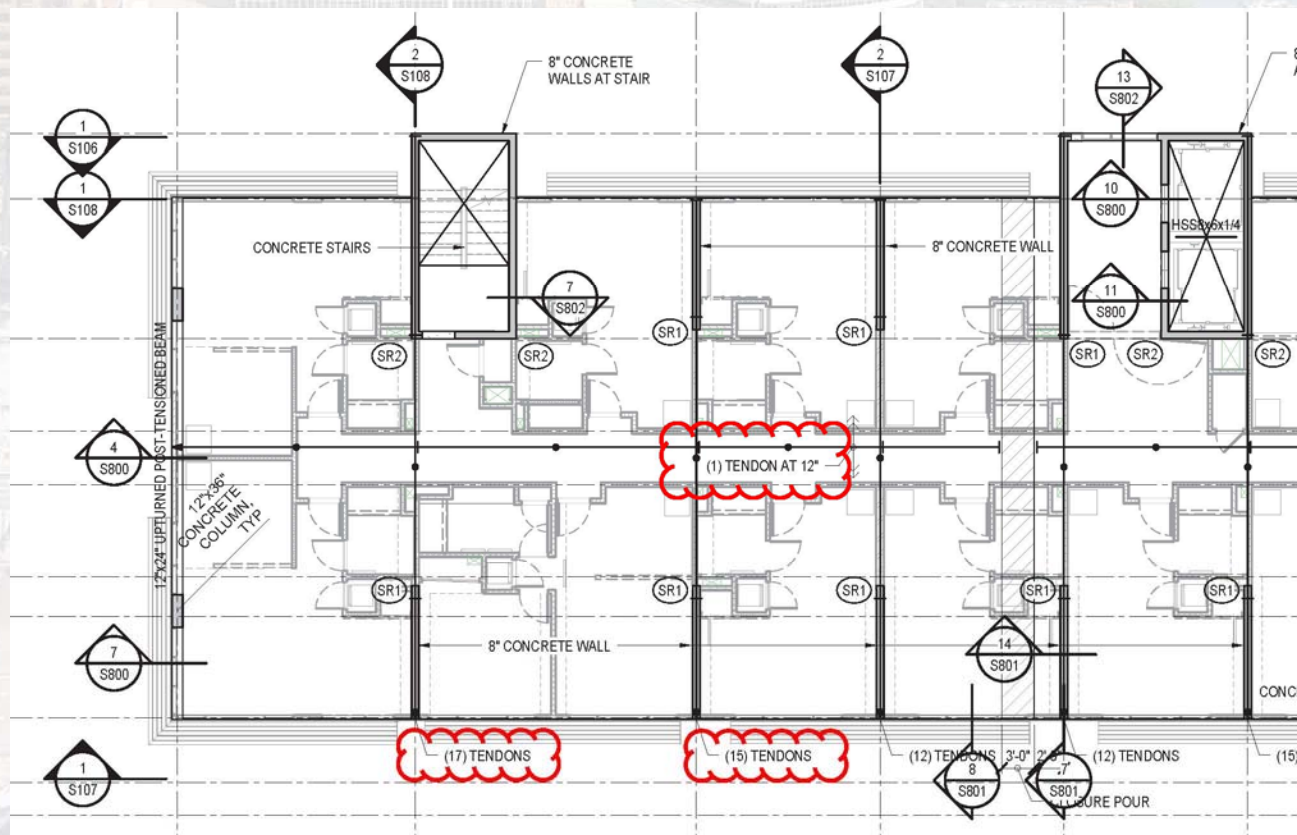 2
S108
8" CONCRETE
WALLS AT STAIR
2
S107
13
S802
8
1
S106
1
S108
10
S800
HSS8x6x1/4
CONCRETE STAIRS
8" CONCRETE WALL
7
S802
11
S800
SR2
SR2
SR1
SR1
SR1
SR2
SR2
12"x24" UPTURNED POST-TENSIONED BEAM
4
S800
(1) TENDON AT 12"
12"x36"
CONCRETE
COLUMN,
TYP
SR1
SR1
SR1
SR1
SR1
7
S800
8" CONCRETE WALL
14
S801
(17) TENDONS
(15) TENDONS
(12) TENDONS
3'-0"
(12) TENDONS
(15)
1
S107
8
S801
7
S801